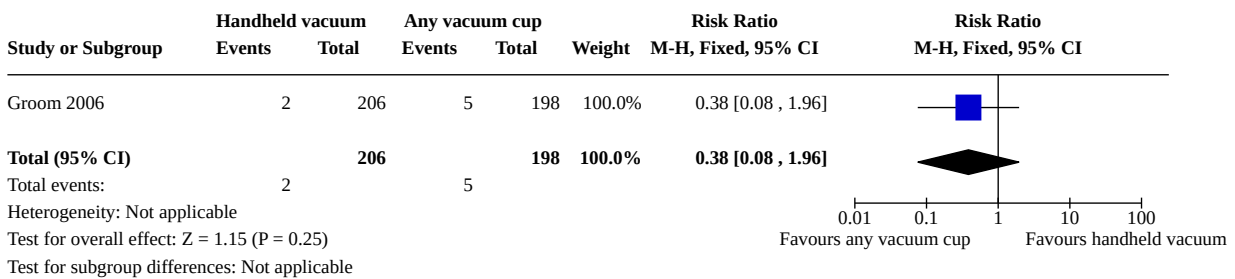 Handheld vacuum Any vacuum cup Risk Ratio Risk Ratio
Study or Subgroup Events Total Events Total Weight M-H, Fixed, 95% CI M-H, Fixed, 95% CI
Groom 2006 2 206 5 198 100.0% 0.38 [0.08 , 1.96]
Total (95% CI) 206 198 100.0% 0.38 [0.08 , 1.96]
Total events: 2 5
Heterogeneity: Not applicable
0.01 0.1 1 10 100
Test for overall effect: Z = 1.15 (P = 0.25) Favours any vacuum cup Favours handheld vacuum
Test for subgroup differences: Not applicable